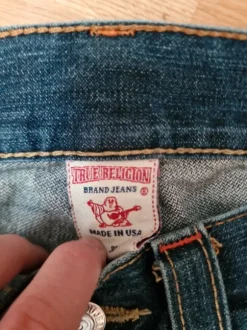 TRUE RELIGION
BRAND JEANS ®
MADE IN USA